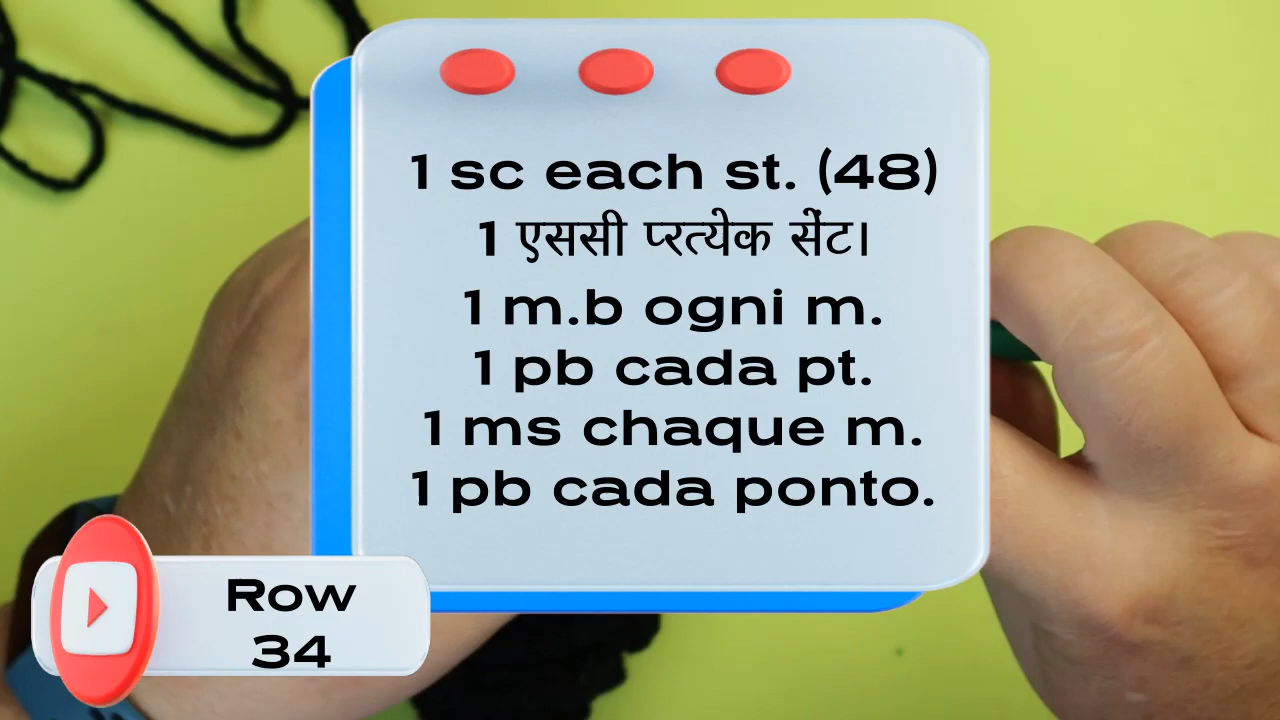 1 sc each st. (48)
1 एससी प्रत्येक सेंट।
1 m.b ogni m.
1 pb cada pt.
1 ms chaque m.
1 pb cada ponto.
Row
34